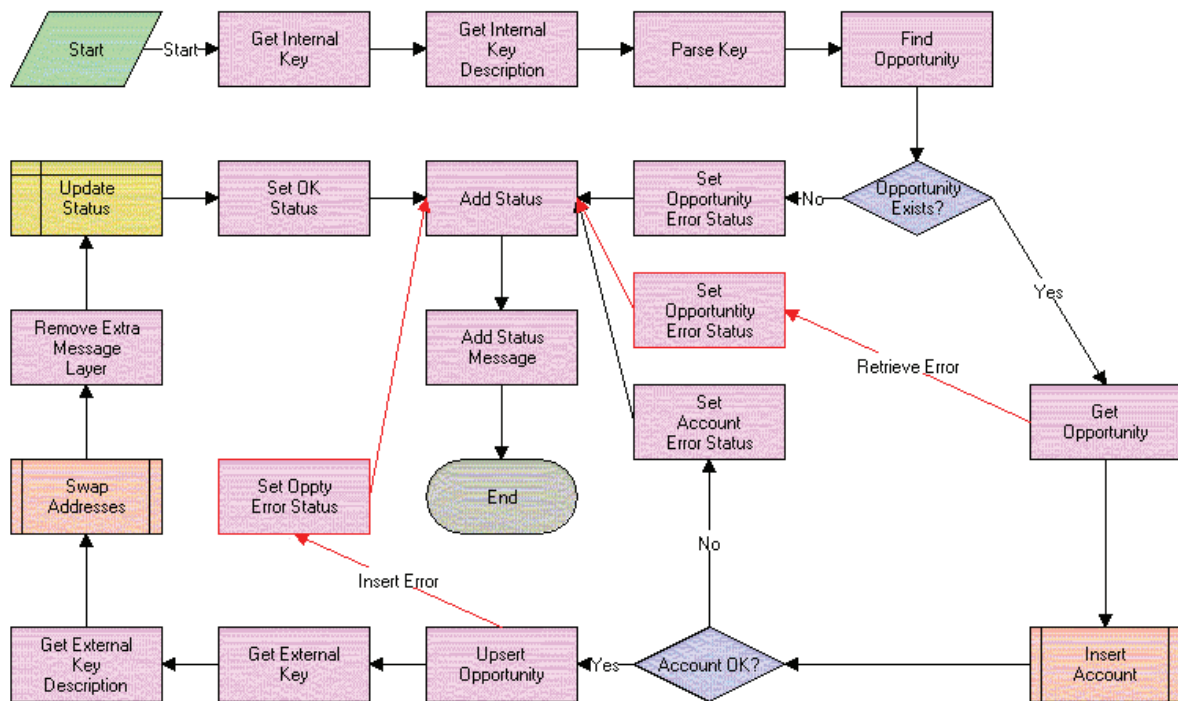 Start
Start
Get Internal
Key
Get Internal
Key
Description
Parse Key
Find
Opportunity
Update
Status
Set OK
Status
Add Status
Set
Opportunity
Error Status
No
Opportunity
Exists?
Yes
Remove Extra
Message
Layer
Add Status
Message
Set
Opportuntity
Error Status
Retrieve Error
Set
Account
Error Status
Get
Opportunity
Swap
Addresses
Set Oppty
Error Status
End
No
Insert Error
Get External
Key
Description
Get External
Key
Upsert
Opportunity
Yes
Account OK?
Insert
Account